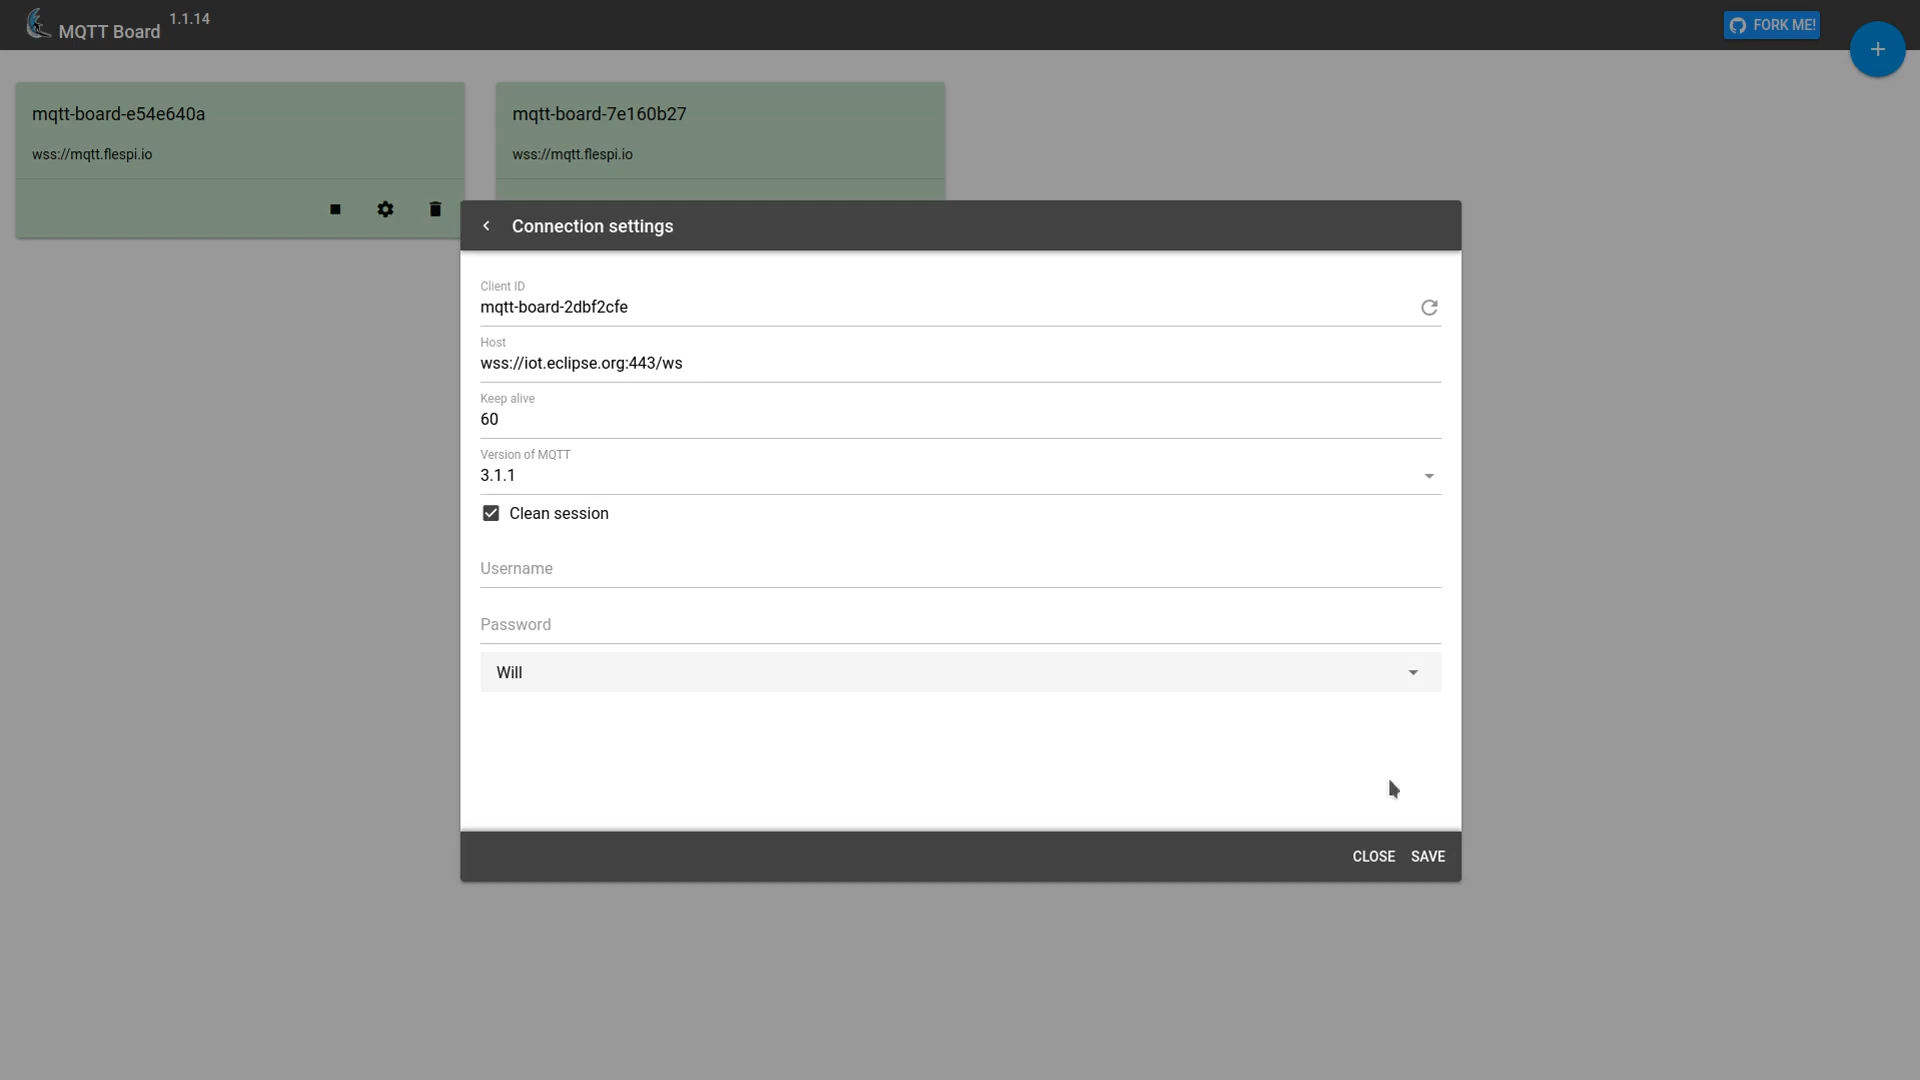 MQTT Board 1.1.14
FORK ME!
+
mqtt-board-e54e640a
wss://mqtt.flespi.io
mqtt-board-7e160b27
wss://mqtt.flespi.io
Connection settings
Client ID
mqtt-board-2dbf2cfe
Host
wss://iot.eclipse.org:443/ws
Keep alive
60
Version of MQTT
3.1.1
Clean session
Username
Password
Will
CLOSE SAVE